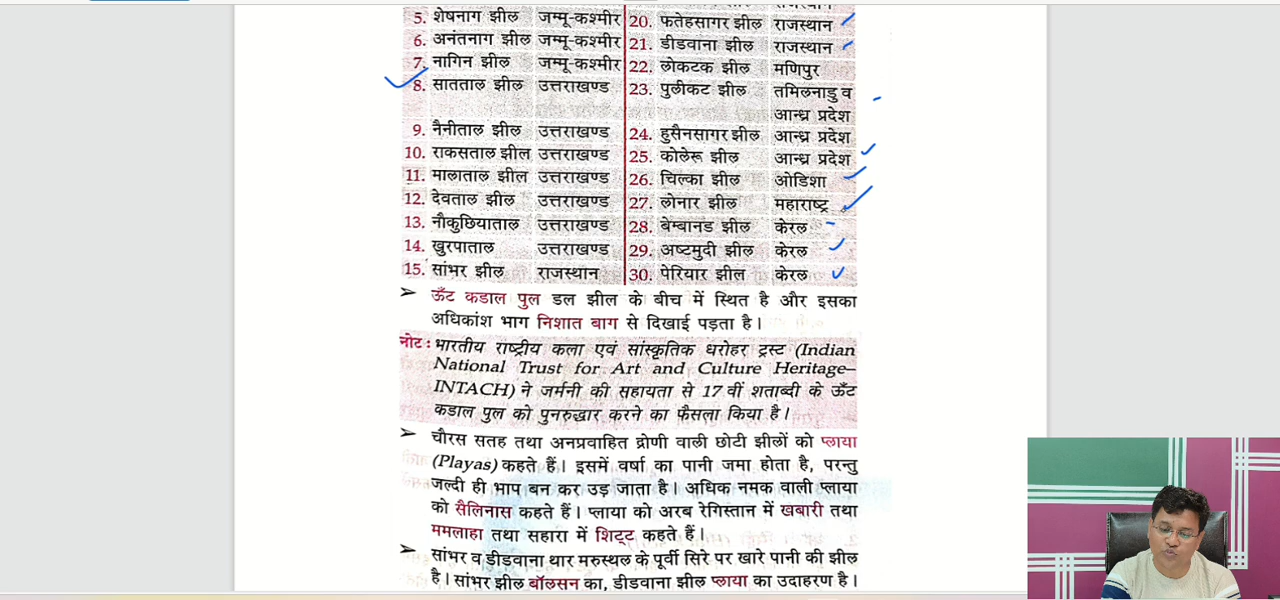 5. शेषनाग झील जम्मू-कश्मीर 20. फतेहसागर झील राजस्थान
6. अनंतनाग झील जम्मू-कश्मीर 21. डीडवाना झील राजस्थान
7. नागिन झील जम्मू-कश्मीर 22. लोकटक झील मणिपुर
8. सातताल झील उत्तराखण्ड 23. पुलीकट झील तमिलनाडु व
आन्ध्र प्रदेश
9. नैनीताल झील उत्तराखण्ड 24. हुसैनसागर झील आन्ध्र प्रदेश
10. राकसताल झील उत्तराखण्ड 25. कोलेरू झील आन्ध्र प्रदेश
11. मालाताल झील उत्तराखण्ड 26. चिल्का झील ओडिशा
12. देवताल झील उत्तराखण्ड 27. लोनार झील महाराष्ट्र
13. नौकुछियाताल उत्तराखण्ड 28. बेम्बानड झील केरल
14. खुरपाताल उत्तराखण्ड 29. अष्टमुदी झील केरल
15. सांभर झील राजस्थान 30. पेरियार झील केरल
➢ ऊँट कडाल पुल डल झील के बीच में स्थित है और इसका
अधिकांश भाग निशात बाग से दिखाई पड़ता है।
नोट : भारतीय राष्ट्रीय कला एवं सांस्कृतिक धरोहर ट्रस्ट (Indian
National Trust for Art and Culture Heritage–
INTACH) ने जर्मनी की सहायता से 17 वीं शताब्दी के ऊँट
कडाल पुल को पुनरुद्धार करने का फैसला किया है।
➢ चौरस सतह तथा अनप्रवाहित द्रोणी वाली छोटी झीलों को प्लाया
(Playas) कहते हैं। इसमें वर्षा का पानी जमा होता है, परन्तु
जल्दी ही भाप बन कर उड़ जाता है। अधिक नमक वाली प्लाया
को सैलिनास कहते हैं। प्लाया को अरब रेगिस्तान में खबारी तथा
ममलाहा तथा सहारा में शिट्ट कहते हैं।
➢ सांभर व डीडवाना थार मरुस्थल के पूर्वी सिरे पर खारे पानी की झील
है। सांभर झील बॉलसन का, डीडवाना झील प्लाया का उदाहरण है।